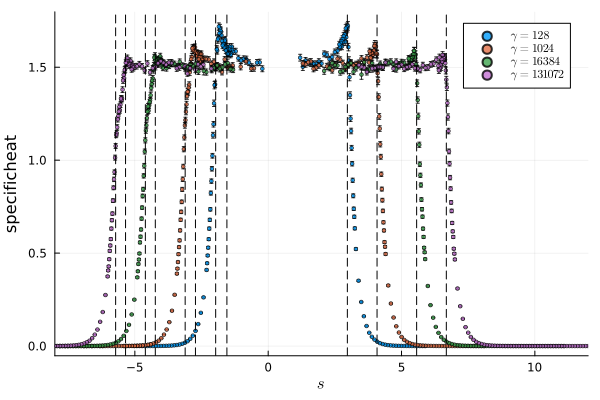 γ = 128
γ = 1024
γ = 16384
γ = 131072
1.5
1.0
0.5
0.0
specificheat
−5
0
5
10
s